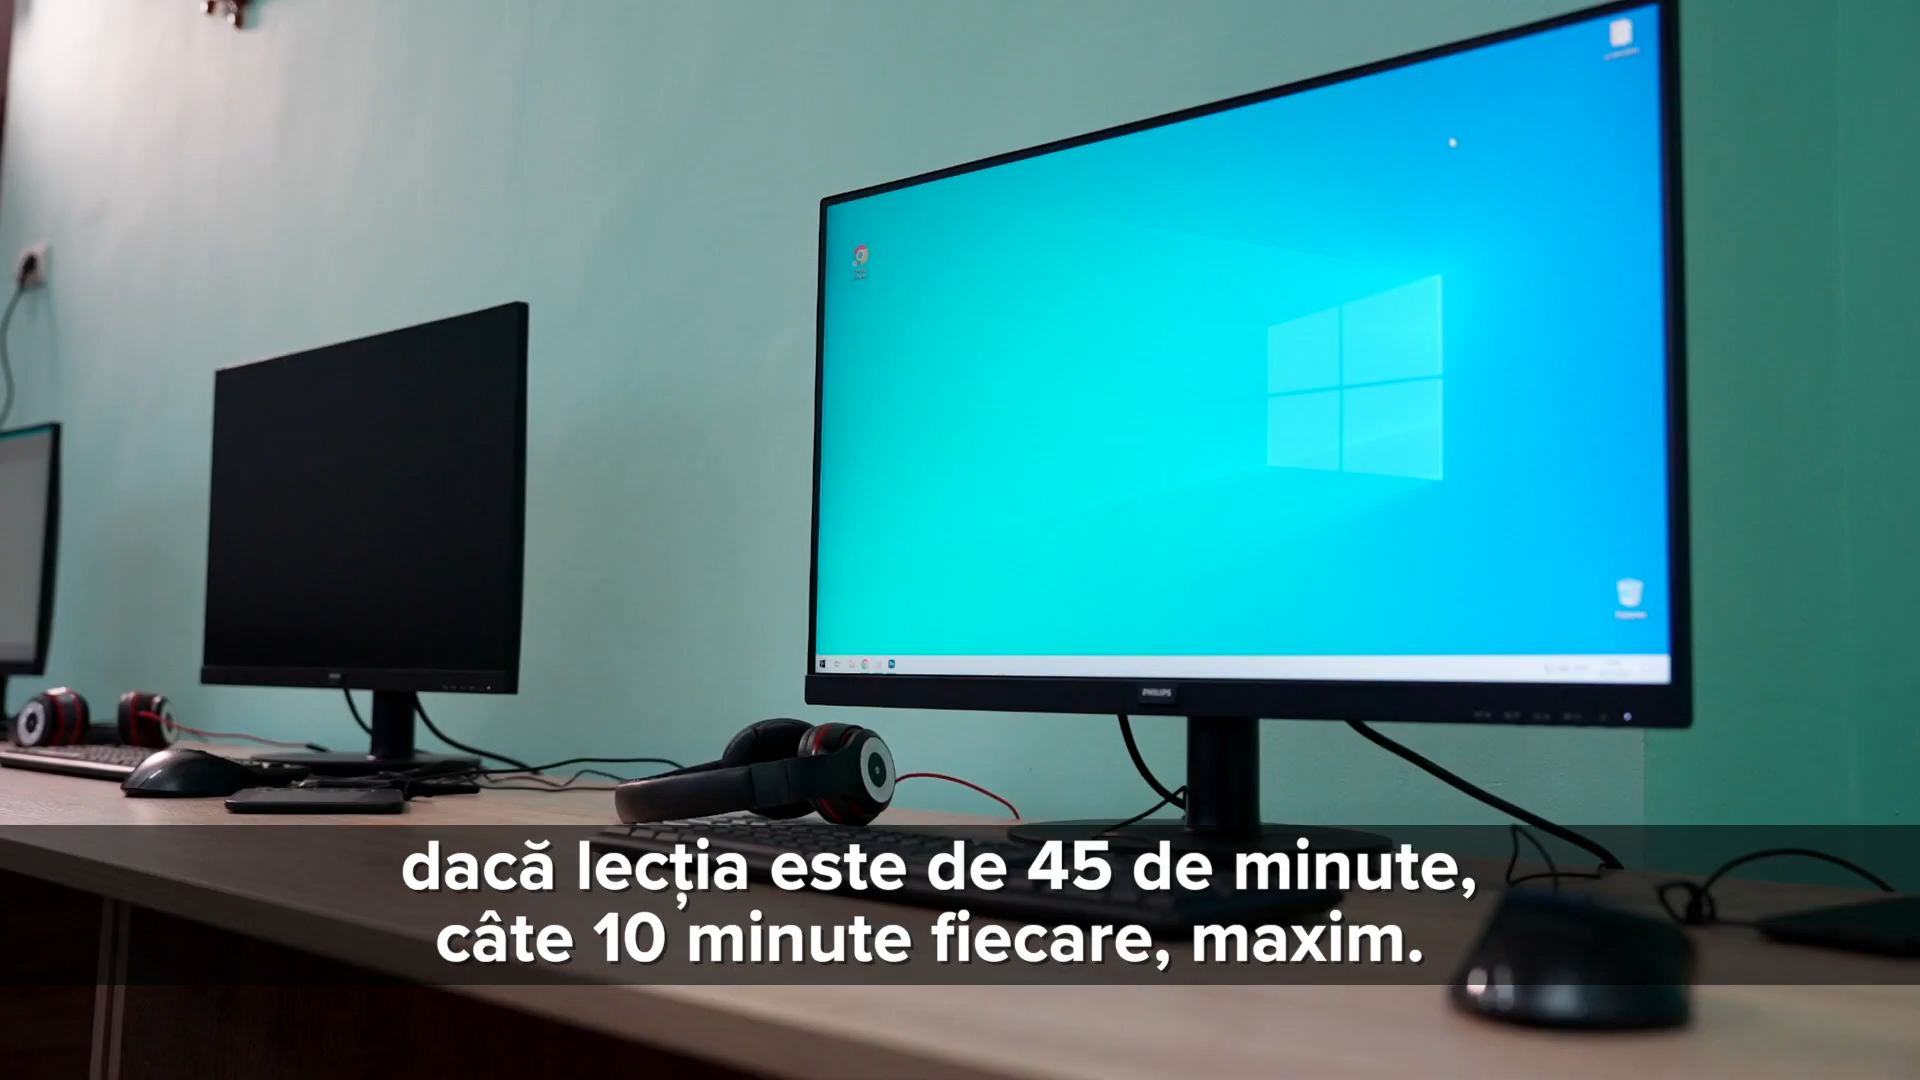 PHILIPS
dacă lecția este de 45 de minute,
câte 10 minute fiecare, maxim.